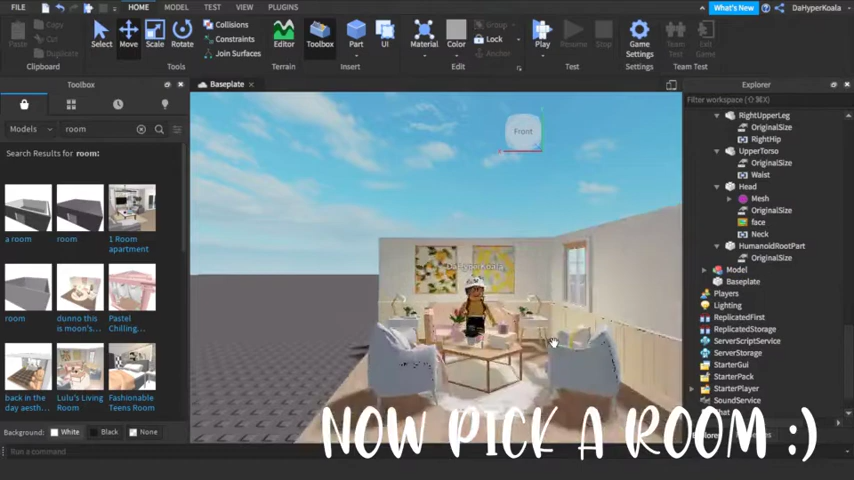 FILE
HOME
MODEL
TEST
VIEW
PLUGINS
What's New
DaHyperKoala
Paste
Copy
Cut
Duplicate
Clipboard
Select
Move
Scale
Rotate
Collisions
Constraints
Join Surfaces
Tools
Editor
Terrain
Toolbox
Part
UI
Insert
Material
Color
Group
Lock
Anchor
Edit
Play
Resume
Stop
Test
Game Settings
Settings
Team Test
Exit Game
Team Test
Toolbox
Models
room
Search Results for room:
a room
room
1 Room
apartment
room
dunno this
is moon's...
Pastel
Chilling...
back in the
day aesth...
Lulu's Living
Room
Fashionable
Teens Room
Background:
White
Black
None
Run a command
Baseplate
Front
DaHyperKoala
Explorer
Filter workspace (⇧⌘X)
RightUpperLeg
OriginalSize
RightHip
UpperTorso
OriginalSize
Waist
Head
Mesh
OriginalSize
face
Neck
HumanoidRootPart
OriginalSize
Model
Baseplate
Players
Lighting
ReplicatedFirst
ReplicatedStorage
ServerScriptService
ServerStorage
StarterGui
StarterPack
StarterPlayer
SoundService
NOW PICK A ROOM :)